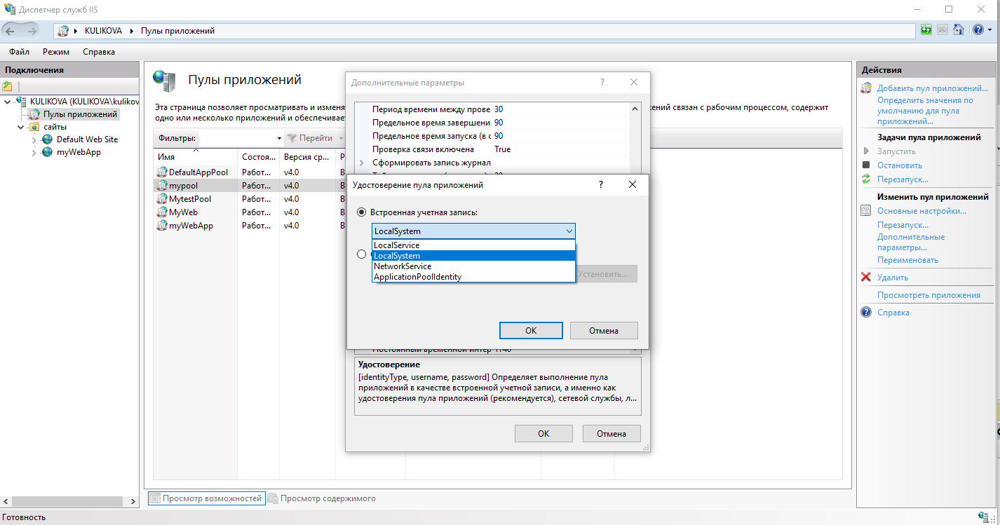 Диспетчер служб IIS
KULIKOVA
Пулы приложений
Файл Режим Справка
Подключения
KULIKOVA (KULIKOVA\kulikov
Пулы приложений
сайты
Default Web Site
myWebApp
Пулы приложений
Эта страница позволяет просматривать и изменя
ений связан с рабочим процессом, содержит
одно или несколько приложений и обеспечивае
Фильтры:
Перейти
Имя Состоя... Версия ср...
DefaultAppPool Работ... v4.0 В
mypool Работ... v4.0 В
MytestPool Работ... v4.0 В
MyWeb Работ... v4.0 В
myWebApp Работ... v4.0 В
Дополнительные параметры ?
Период времени между прове 30
Предельное время завершени 90
Предельное время запуска (в с 90
Проверка связи включена True
Сформировать запись журнал
Удостоверение пула приложений ?
Встроенная учетная запись:
LocalSystem
LocalService
LocalSystem
NetworkService
ApplicationPoolIdentity
Установить...
OK Отмена
Постоянный временной интер 1740
Удостоверение
[identityType, username, password] Определяет выполнение пула
приложений в качестве встроенной учетной записи, а именно как
удостоверения пула приложений (рекомендуется), сетевой службы, л...
OK Отмена
Просмотр возможностей Просмотр содержимого
Действия
Добавить пул приложений...
Определить значения по
умолчанию для пула
приложений...
Задачи пула приложений
Запустить
Остановить
Перезапуск...
Изменить пул приложений
Основные настройки...
Перезапуск...
Дополнительные
параметры...
Переименовать
Удалить
Просмотреть приложения
Справка
Готовность